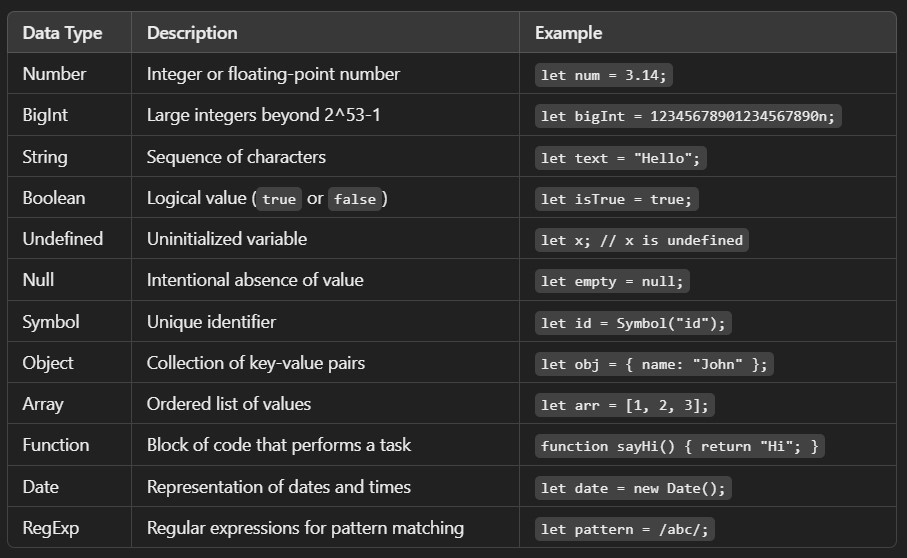 Data Type Description Example
Number Integer or floating-point number let num = 3.14;
BigInt Large integers beyond 2^53-1 let bigInt = 12345678901234567890n;
String Sequence of characters let text = "Hello";
Boolean Logical value (true or false) let isTrue = true;
Undefined Uninitialized variable let x; // x is undefined
Null Intentional absence of value let empty = null;
Symbol Unique identifier let id = Symbol("id");
Object Collection of key-value pairs let obj = { name: "John" };
Array Ordered list of values let arr = [1, 2, 3];
Function Block of code that performs a task function sayHi() { return "Hi"; }
Date Representation of dates and times let date = new Date();
RegExp Regular expressions for pattern matching let pattern = /abc/;